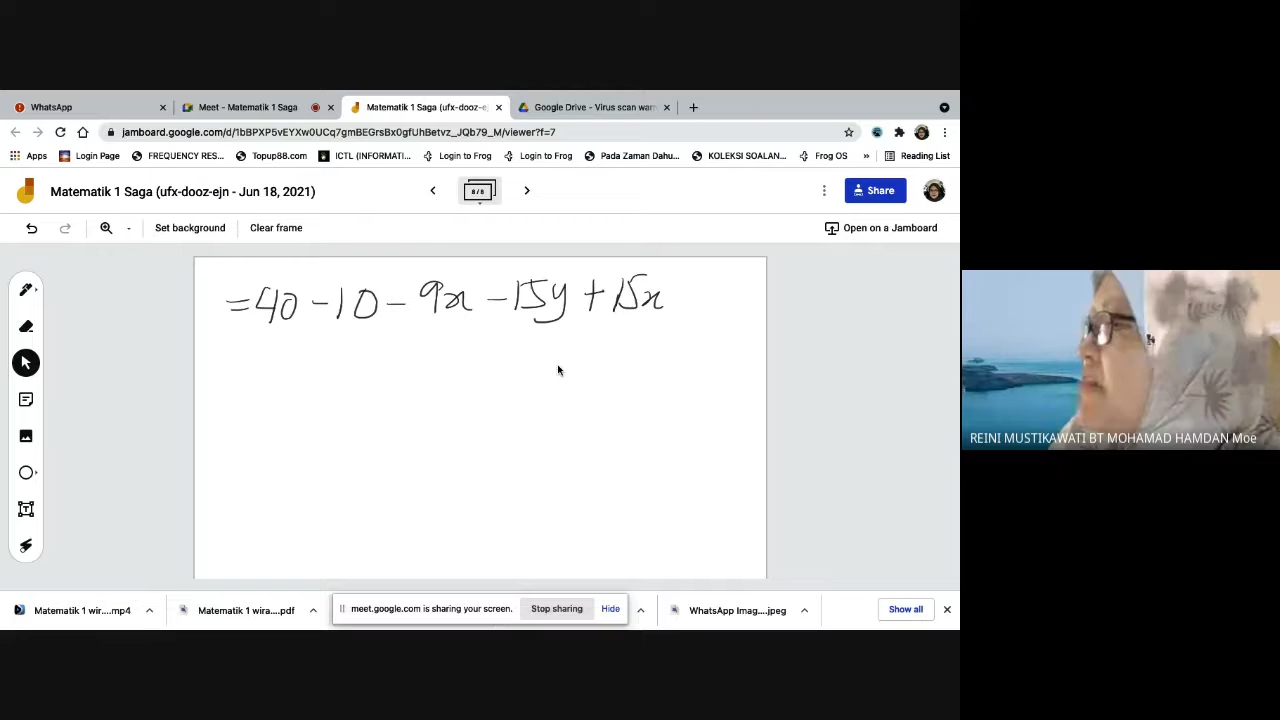 WhatsApp
Meet - Matematik 1 Saga
Matematik 1 Saga (ufx-dooz-ej
Google Drive - Virus scan warn
jamboard.google.com/d/1bBPXP5vEYXw0UCq7gmBEGrsBx0gfUhBetvz_JQb79_M/viewer?f=7
Apps
Login Page
FREQUENCY RES...
Topup88.com
ICTL (INFORMATI...
Login to Frog
Login to Frog
Pada Zaman Dahu...
KOLEKSI SOALAN...
Frog OS
»
Reading List
Matematik 1 Saga (ufx-dooz-ejn - Jun 18, 2021)
8/8
Share
Set background
Clear frame
Open on a Jamboard
= 40 - 10 - 9x - 15y + 15x
REINI MUSTIKAWATI BT MOHAMAD HAMDAN Moe
Matematik 1 wir....mp4
Matematik 1 wira....pdf
meet.google.com is sharing your screen.
Stop sharing
Hide
WhatsApp Imag....jpeg
Show all